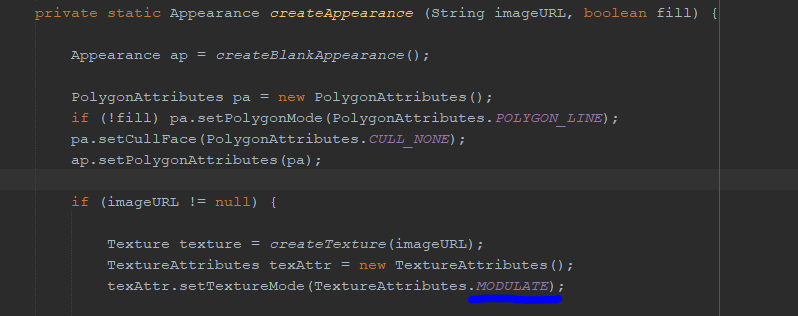 private static Appearance createAppearance (String imageURL, boolean fill) {
Appearance ap = createBlankAppearance();
PolygonAttributes pa = new PolygonAttributes();
if (!fill) pa.setPolygonMode(PolygonAttributes.POLYGON_LINE);
pa.setCullFace(PolygonAttributes.CULL_NONE);
ap.setPolygonAttributes(pa);
if (imageURL != null) {
Texture texture = createTexture(imageURL);
TextureAttributes texAttr = new TextureAttributes();
texAttr.setTextureMode(TextureAttributes.MODULATE);